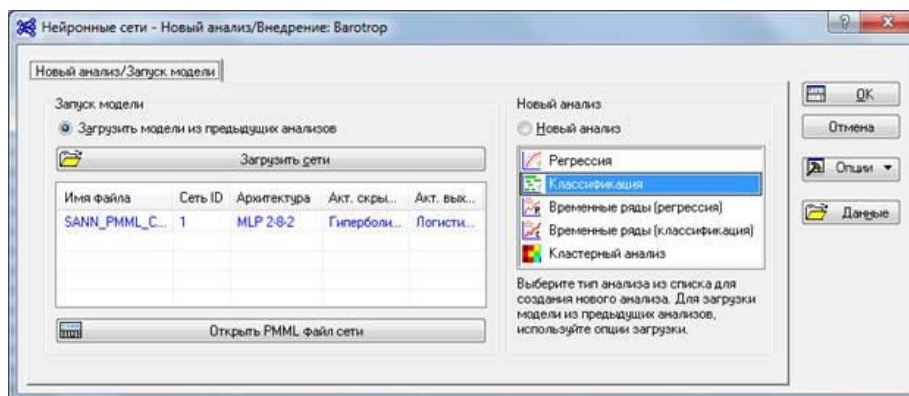 Нейронные сети - Новый анализ/Внедрение: Barotrop
Новый анализ/Запуск модели
Запуск модели
Загрузить модели из предыдущих анализов
Загрузить сети
Имя файла Сеть ID Архитектура Акт. скры... Акт. вых...
SANN_PMML_C... 1 MLP 2-8-2 Гиперболи... Логисти...
Открыть PMML файл сети
Новый анализ
Новый анализ
Регрессия
Классификация
Временные ряды (регрессия)
Временные ряды (классификация)
Кластерный анализ
Выберите тип анализа из списка для
создания нового анализа. Для загрузки
модели из предыдущих анализов,
используйте опции загрузки.
OK
Отмена
Опции
Данные